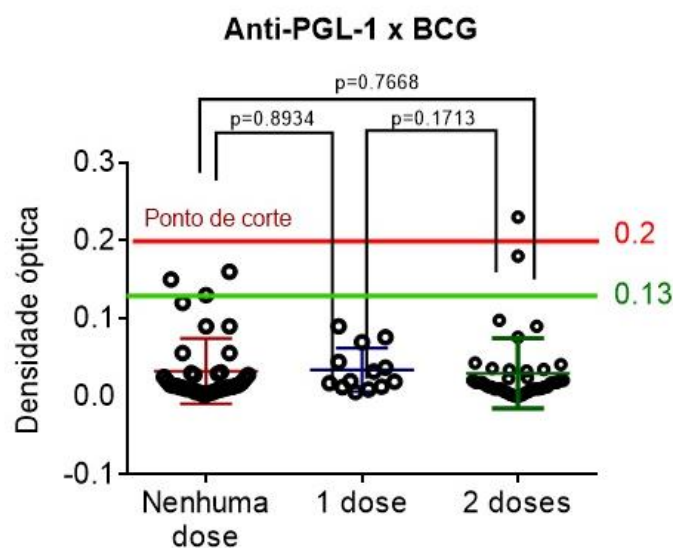 Anti-PGL-1 x BCG
p=0.7668
p=0.8934
p=0.1713
0.3
Ponto de corte
0.2
0.2
0.13
0.1
0.0
-0.1
Densidade óptica
Nenhuma dose
1 dose
2 doses